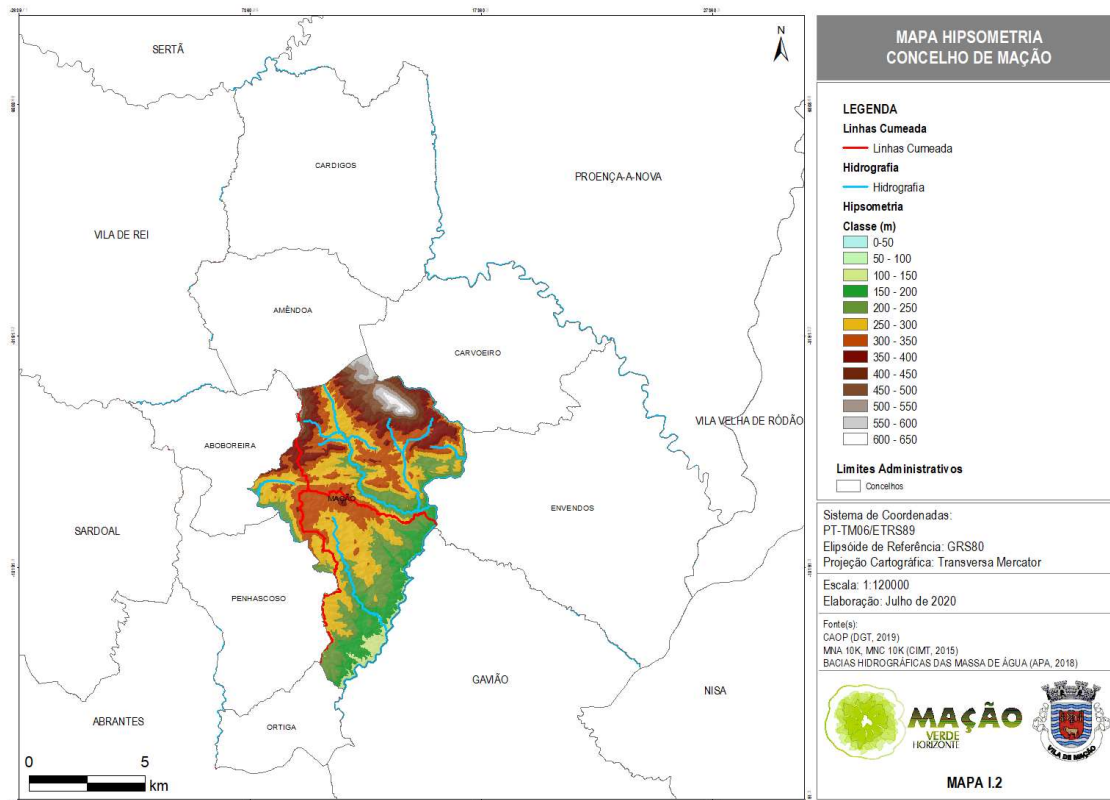 SERTÃ
N
CARDIGOS
PROENÇA-A-NOVA
VILA DE REI
AMÊNDOA
CARVOEIRO
VILA VELHA DE RÓDÃO
ABOBOREIRA
MAÇÃO
ENVENDOS
SARDOAL
PENHASCOSO
GAVIÃO
NISA
ABRANTES
ORTIGA
0 5
km
MAPA HIPSOMETRIA
CONCELHO DE MAÇÃO
LEGENDA
Linhas Cumeada
Linhas Cumeada
Hidrografia
Hidrografia
Hipsometria
Classe (m)
0-50
50 - 100
100 - 150
150 - 200
200 - 250
250 - 300
300 - 350
350 - 400
400 - 450
450 - 500
500 - 550
550 - 600
600 - 650
Limites Administrativos
Concelhos
Sistema de Coordenadas:
PT-TM06/ETRS89
Elipsóide de Referência: GRS80
Projeção Cartográfica: Transversa Mercator
Escala: 1:120000
Elaboração: Julho de 2020
Fonte(s):
CAOP (DGT, 2019)
MNA 10K, MNC 10K (CIMT, 2015)
BACIAS HIDROGRÁFICAS DAS MASSA DE ÁGUA (APA, 2018)
MAÇÃO
VERDE
HORIZONTE
VILA DE MAÇÃO
MAPA I.2